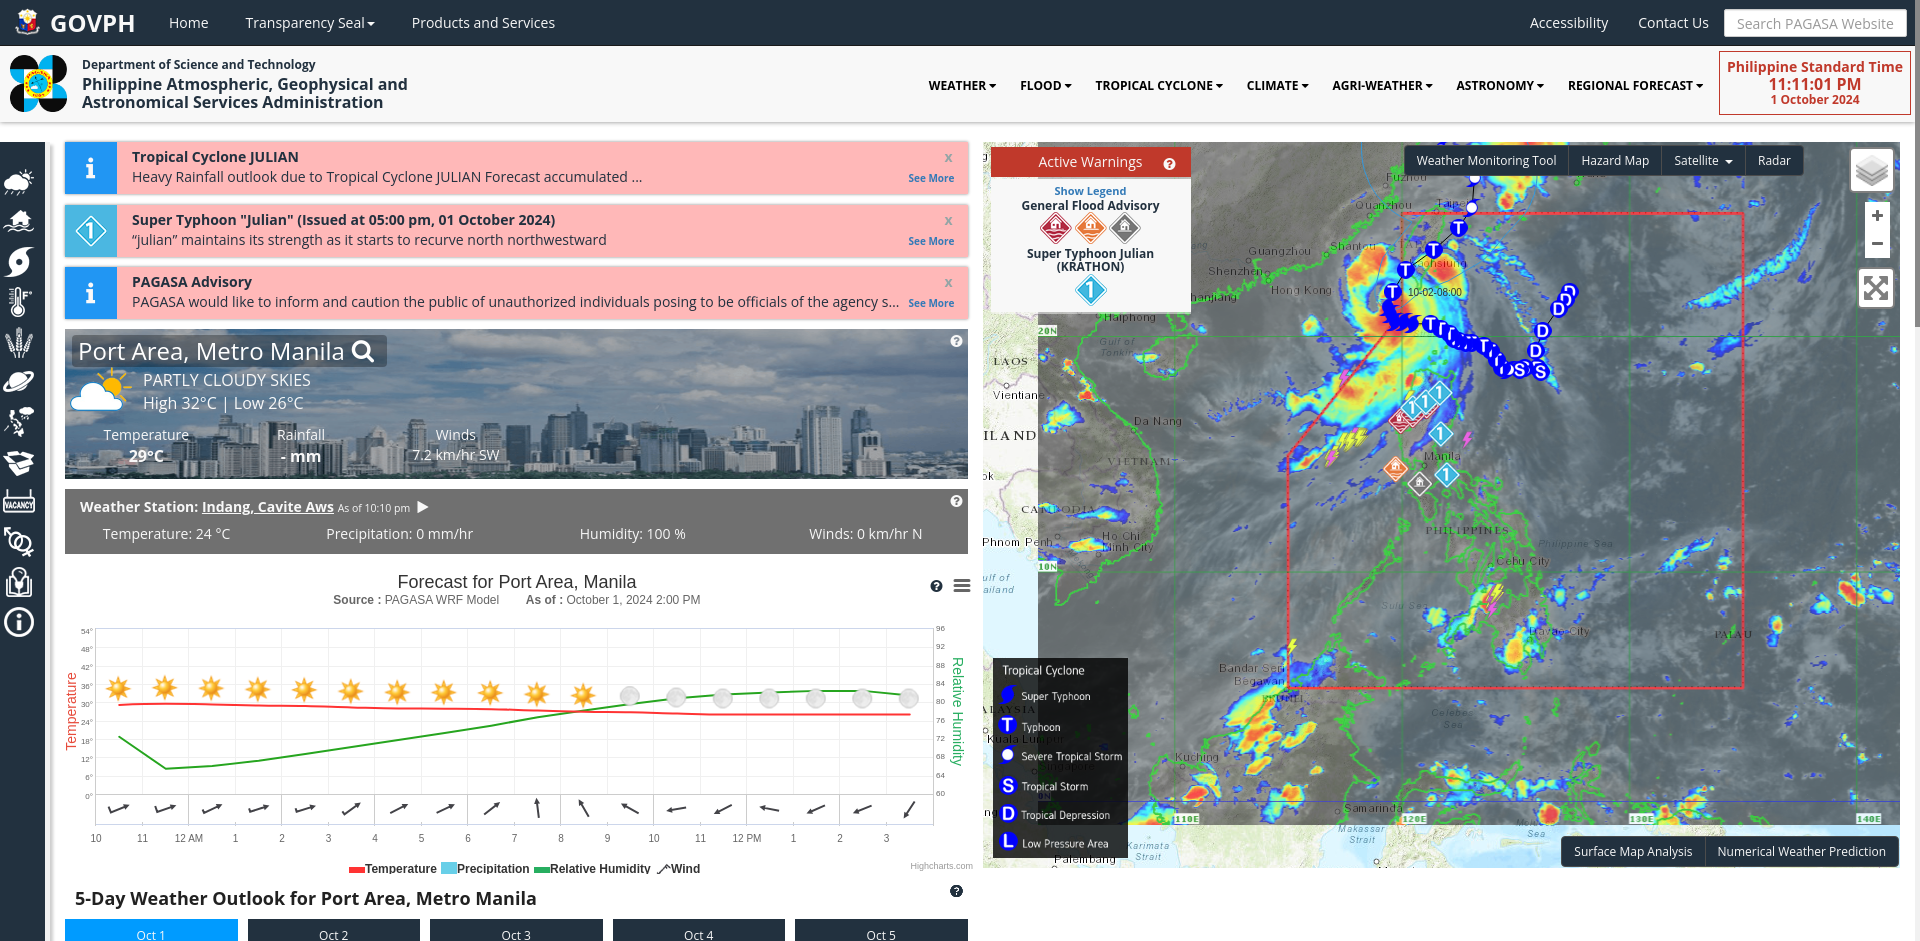 GOVPH
Home
Transparency Seal
Products and Services
Accessibility
Contact Us
Search PAGASA Website
Department of Science and Technology
Philippine Atmospheric, Geophysical and
Astronomical Services Administration
WEATHER
FLOOD
TROPICAL CYCLONE
CLIMATE
AGRI-WEATHER
ASTRONOMY
REGIONAL FORECAST
Philippine Standard Time
11:11:01 PM
1 October 2024
Tropical Cyclone JULIAN
x
Heavy Rainfall outlook due to Tropical Cyclone JULIAN Forecast accumulated ...
See More
1
Super Typhoon "Julian" (Issued at 05:00 pm, 01 October 2024)
x
“julian” maintains its strength as it starts to recurve north northwestward
See More
PAGASA Advisory
x
PAGASA would like to inform and caution the public of unauthorized individuals posing to be officials of the agency s...
See More
Port Area, Metro Manila
PARTLY CLOUDY SKIES
High 32°C | Low 26°C
Temperature Rainfall Winds
29°C - mm 7.2 km/hr SW
Weather Station: Indang, Cavite Aws As of 10:10 pm
Temperature: 24 °C Precipitation: 0 mm/hr Humidity: 100 % Winds: 0 km/hr N
VACANCY
Forecast for Port Area, Manila
Source : PAGASA WRF Model As of : October 1, 2024 2:00 PM
Temperature
54°
48°
42°
36°
30°
24°
18°
12°
6°
0°
96
92
88
84
80
76
72
68
64
60
Relative Humidity
10 11 12 AM 1 2 3 4 5 6 7 8 9 10 11 12 PM 1 2 3
Temperature Precipitation Relative Humidity Wind
Highcharts.com
5-Day Weather Outlook for Port Area, Metro Manila
Oct 1 Oct 2 Oct 3 Oct 4 Oct 5
Active Warnings
Show Legend
General Flood Advisory
Super Typhoon Julian
(KRATHON)
1
Weather Monitoring Tool
Hazard Map
Satellite
Radar
+
−
Fuzhou
Quanzhou
Taipei
Guangzhou
Shantou
Shenzhen
Hong Kong
10-02-08:00
Haiphong
20N
Gulf of
Tonkin
LAOS
Vientiane
Da Nang
VIETNAM
CAMBODIA
Phnom Penh
Ho Chi
Minh City
10N
Manila
PHILIPPINES
Philippine Sea
Cebu City
Sulu Sea
Davao City
PALAU
Bandar Seri
Begawan
BRUNEI
Celebes
Sea
Kuching
Kuala Lumpur
Samarinda
110E
120E
130E
140E
Makassar
Strait
Karimata
Strait
Palembang
Tropical Cyclone
Super Typhoon
T Typhoon
Severe Tropical Storm
S Tropical Storm
D Tropical Depression
L Low Pressure Area
Surface Map Analysis
Numerical Weather Prediction